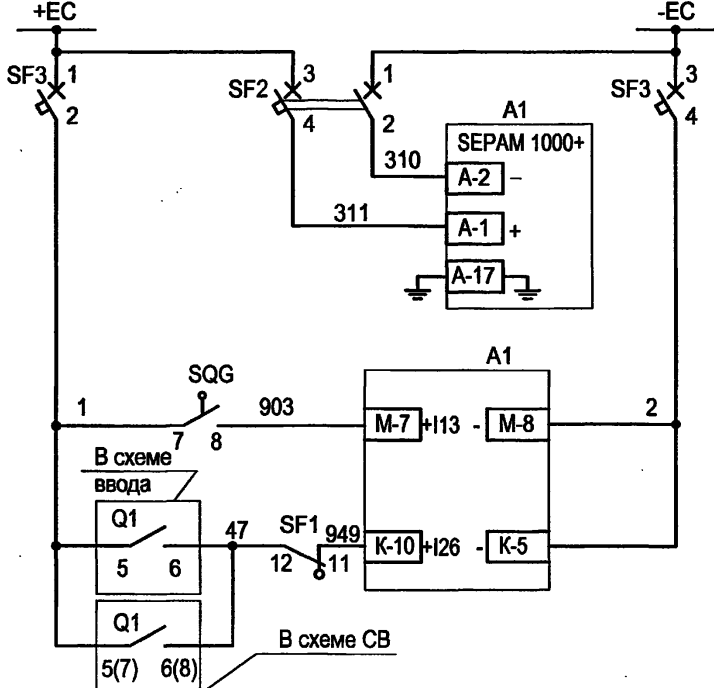 +EC -EC
SF3 1 SF2 3 1 SF3 3
2 4 2 4
A1
SEPAM 1000+
310 A-2 –
311 A-1 +
A-17
A1
SQG
1 903 2
7 8 М-7 +I13 - М-8
В схеме
ввода
Q1 47 SF1 949
5 6 12 11 К-10 +I26 - К-5
Q1
В схеме СВ
5(7) 6(8)